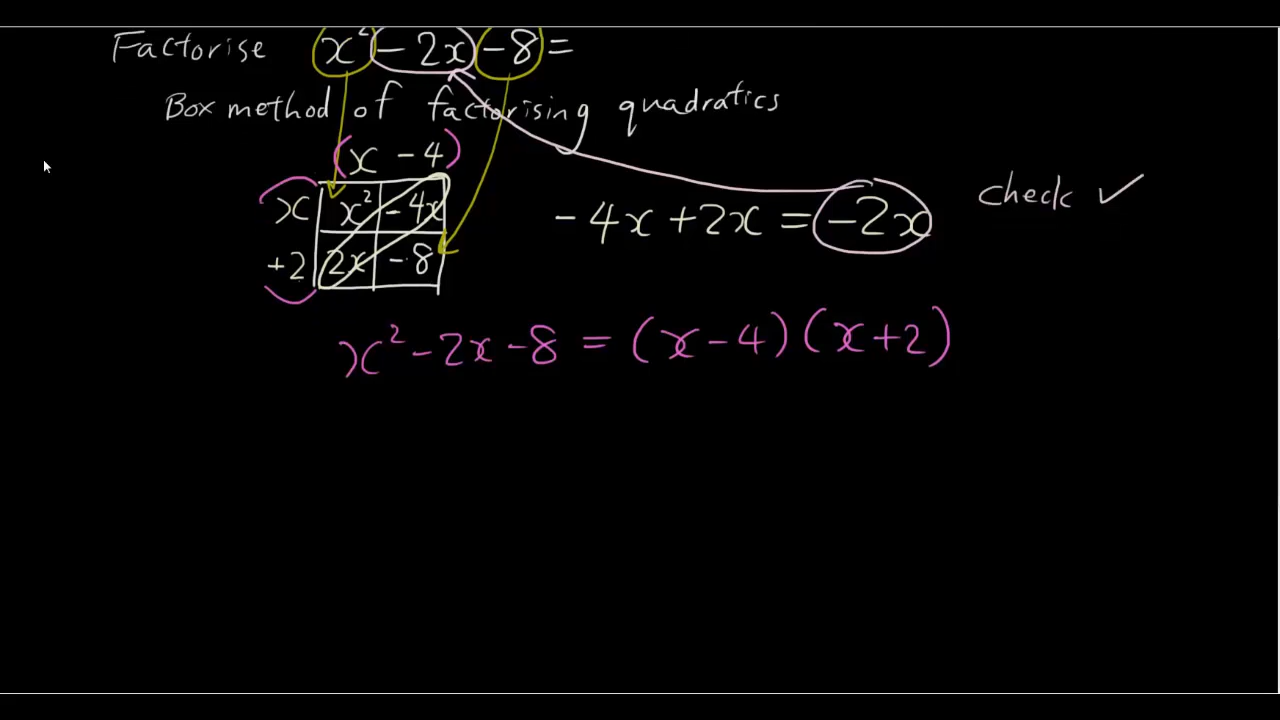 Factorise x² - 2x - 8 =
Box method of factorising quadratics
(x - 4)
x x² - 4x
+2 2x - 8
- 4x + 2x = - 2x
check ✓
x² - 2x - 8 = (x - 4)(x + 2)